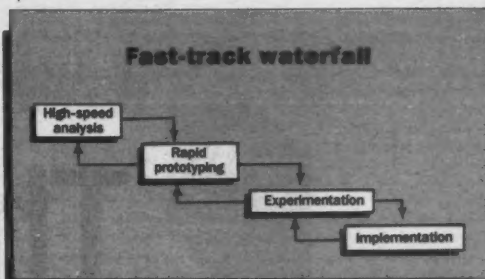 Fast-track waterfall
High-speed
analysis
Rapid
prototyping
Experimentation
Implementation